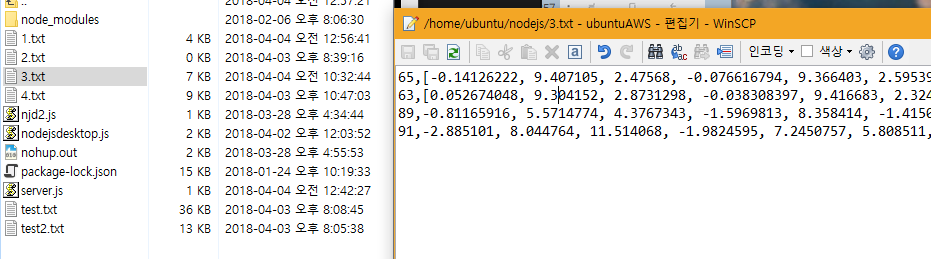 ..
2018-04-04 오전 12:57:21
node_modules 2018-02-06 오후 8:06:30
1.txt 4 KB 2018-04-04 오전 12:56:41
2.txt 0 KB 2018-04-03 오후 8:39:16
3.txt 7 KB 2018-04-04 오전 10:32:44
4.txt 9 KB 2018-04-03 오후 10:47:03
njd2.js 1 KB 2018-03-28 오후 4:34:44
nodejsdesktop.js 2 KB 2018-04-02 오후 12:03:52
nohup.out 2 KB 2018-03-28 오후 4:55:53
package-lock.json 15 KB 2018-01-24 오후 10:19:33
server.js 1 KB 2018-04-04 오전 12:42:27
test.txt 36 KB 2018-04-03 오후 8:08:45
test2.txt 13 KB 2018-04-03 오후 8:05:38
/home/ubuntu/nodejs/3.txt - ubuntuAWS - 편집기 - WinSCP
인코딩 색상
65,[-0.14126222, 9.407105, 2.47568, -0.076616794, 9.366403, 2.59539
63,[0.052674048, 9.304152, 2.8731298, -0.038308397, 9.416683, 2.324
89,-0.81165916, 5.5714774, 4.3767343, -1.5969813, 8.358414, -1.4150
91,-2.885101, 8.044764, 11.514068, -1.9824595, 7.2450757, 5.808511,